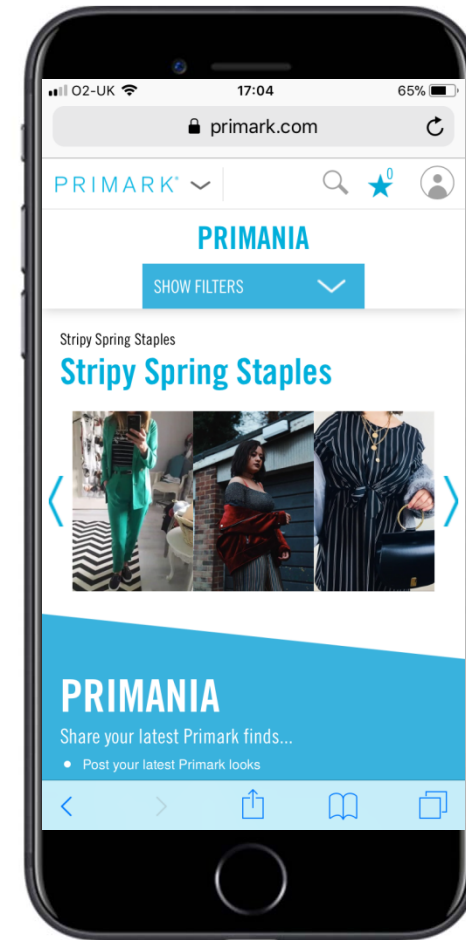 O2-UK 17:04 65%
primark.com
PRIMARK® 0
PRIMANIA
SHOW FILTERS
Stripy Spring Staples
Stripy Spring Staples
PRIMANIA
Share your latest Primark finds...
• Post your latest Primark looks